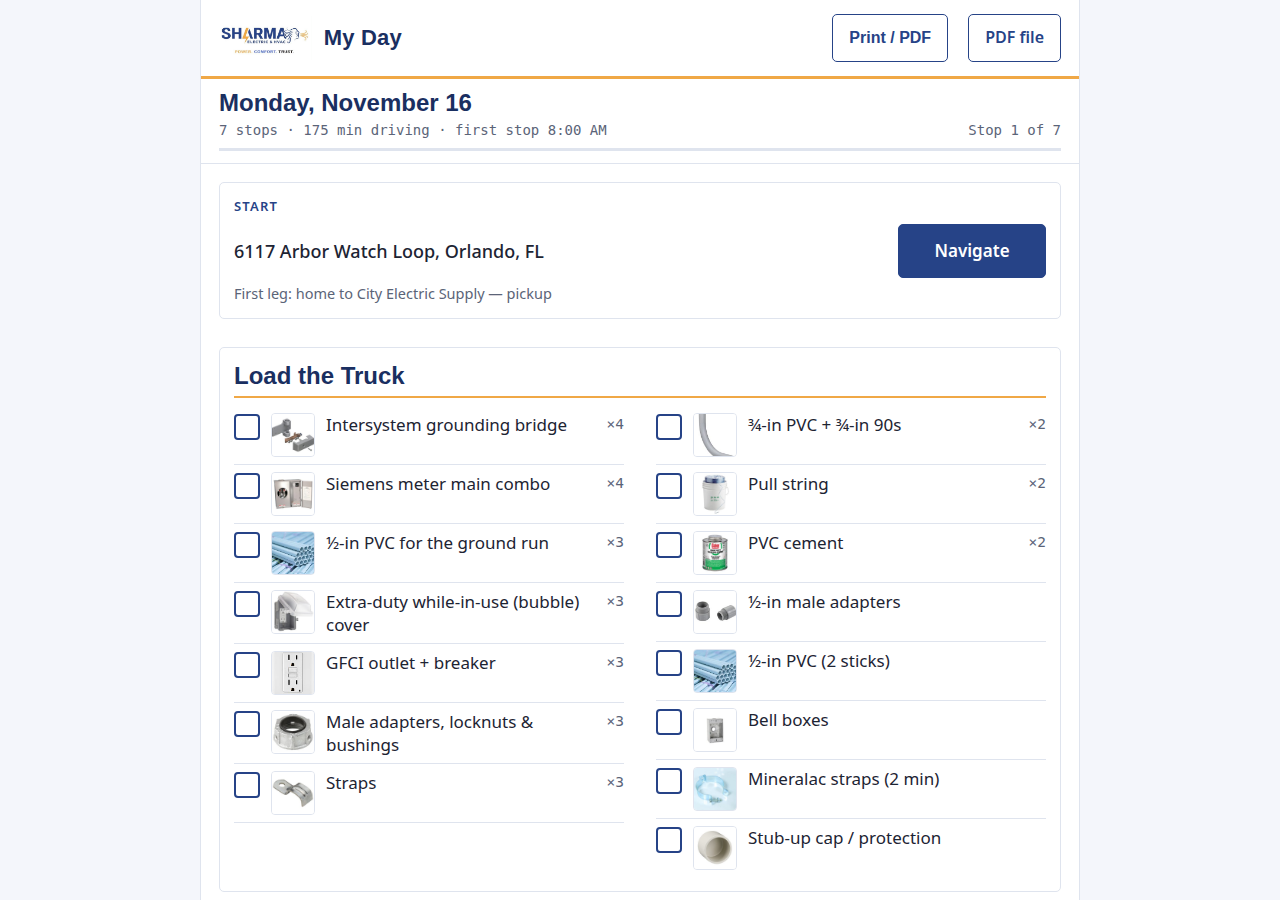 SHARMA
ELECTRIC & HVAC
POWER. COMFORT. TRUST.
My Day
Print / PDF
PDF file
Monday, November 16
7 stops · 175 min driving · first stop 8:00 AM
Stop 1 of 7
START
6117 Arbor Watch Loop, Orlando, FL
Navigate
First leg: home to City Electric Supply — pickup
Load the Truck
Intersystem grounding bridge ×4
Siemens meter main combo ×4
½-in PVC for the ground run ×3
Extra-duty while-in-use (bubble) ×3
cover
GFCI outlet + breaker ×3
Male adapters, locknuts & ×3
bushings
Straps ×3
¾-in PVC + ¾-in 90s ×2
Pull string ×2
PVC cement ×2
½-in male adapters
½-in PVC (2 sticks)
Bell boxes
Mineralac straps (2 min)
Stub-up cap / protection